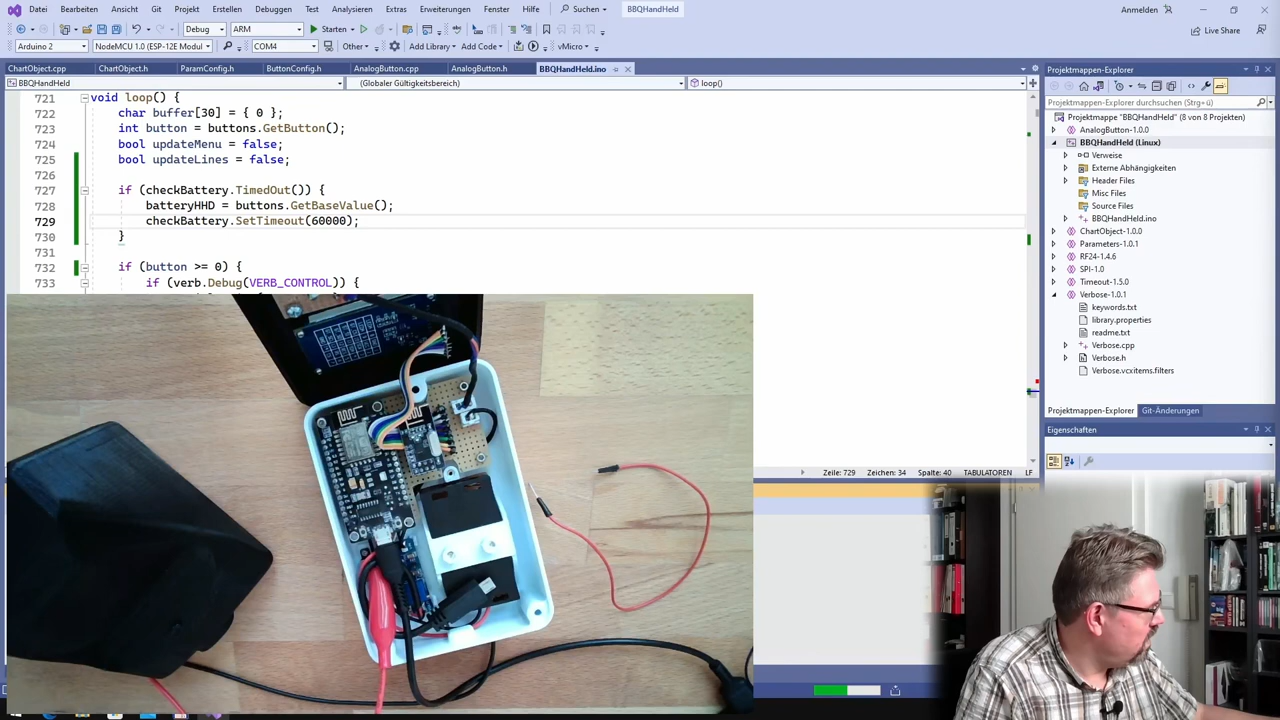 Datei Bearbeiten Ansicht Git Projekt Erstellen Debuggen Test Analysieren Extras Erweiterungen Fenster Hilfe Suchen BBQHandHeld Anmelden
Debug ARM Starten Live Share
Arduino 2 NodeMCU 1.0 (ESP-12E Modul) COM4 Other Add Library Add Code vMicro
ChartObject.cpp ChartObject.h ParamConfig.h ButtonConfig.h AnalogButton.cpp AnalogButton.h BBQHandHeld.ino
BBQHandHeld (Globaler Gültigkeitsbereich) loop()
721 void loop() {
722 char buffer[30] = { 0 };
723 int button = buttons.GetButton();
724 bool updateMenu = false;
725 bool updateLines = false;
726
727 if (checkBattery.TimedOut()) {
728 batteryHHD = buttons.GetBaseValue();
729 checkBattery.SetTimeout(60000);
730 }
731
732 if (button >= 0) {
733 if (verb.Debug(VERB_CONTROL)) {
Zeile: 729 Zeichen: 34 Spalte: 40 TABULATOREN LF
Projektmappen-Explorer
Projektmappen-Explorer durchsuchen (Strg+ü)
Projektmappe "BBQHandHeld" (8 von 8 Projekten)
AnalogButton-1.0.0
BBQHandHeld (Linux)
Verweise
Externe Abhängigkeiten
Header Files
Misc Files
Source Files
BBQHandHeld.ino
ChartObject-1.0.0
Parameters-1.0.1
RF24-1.4.6
SPI-1.0
Timeout-1.5.0
Verbose-1.0.1
keywords.txt
library.properties
readme.txt
Verbose.cpp
Verbose.h
Verbose.vcxitems.filters
Projektmappen-Explorer Git-Änderungen
Eigenschaften